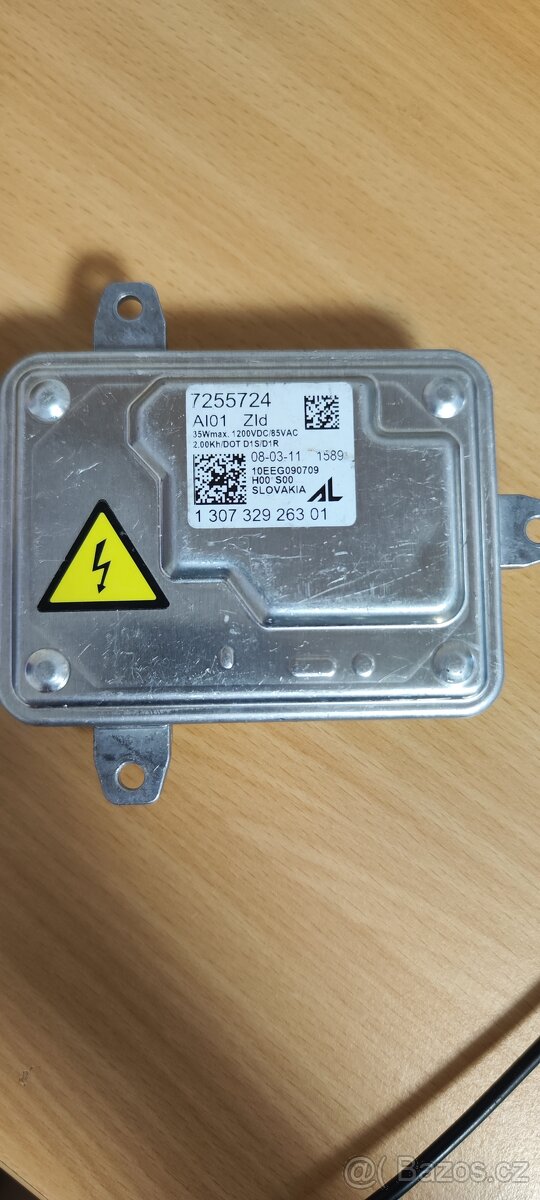 7255724
AI01 Zld
35Wmax. 1200VDC/85VAC
2.00Kh/DOT D1S/D1R
08-03-11 1589
10EEG090709
H00 S00
SLOVAKIA AL
1 307 329 263 01
Bazos.cz